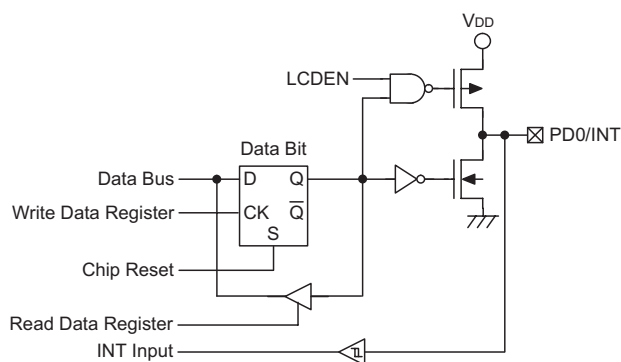 VDD
LCDEN
PD0/INT
Data Bit
Data Bus
D
Q
Write Data Register
CK
Q̅
S
Chip Reset
Read Data Register
INT Input